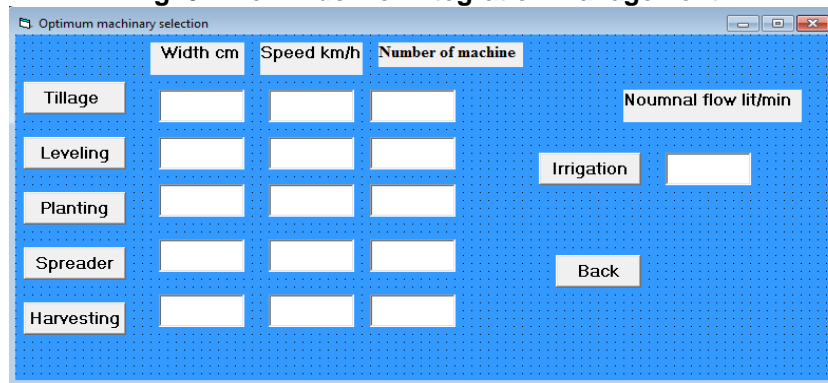 Optimum machinary selection
Width cm Speed km/h Number of machine
Tillage
Noumnal flow lit/min
Leveling
Irrigation
Planting
Spreader
Back
Harvesting